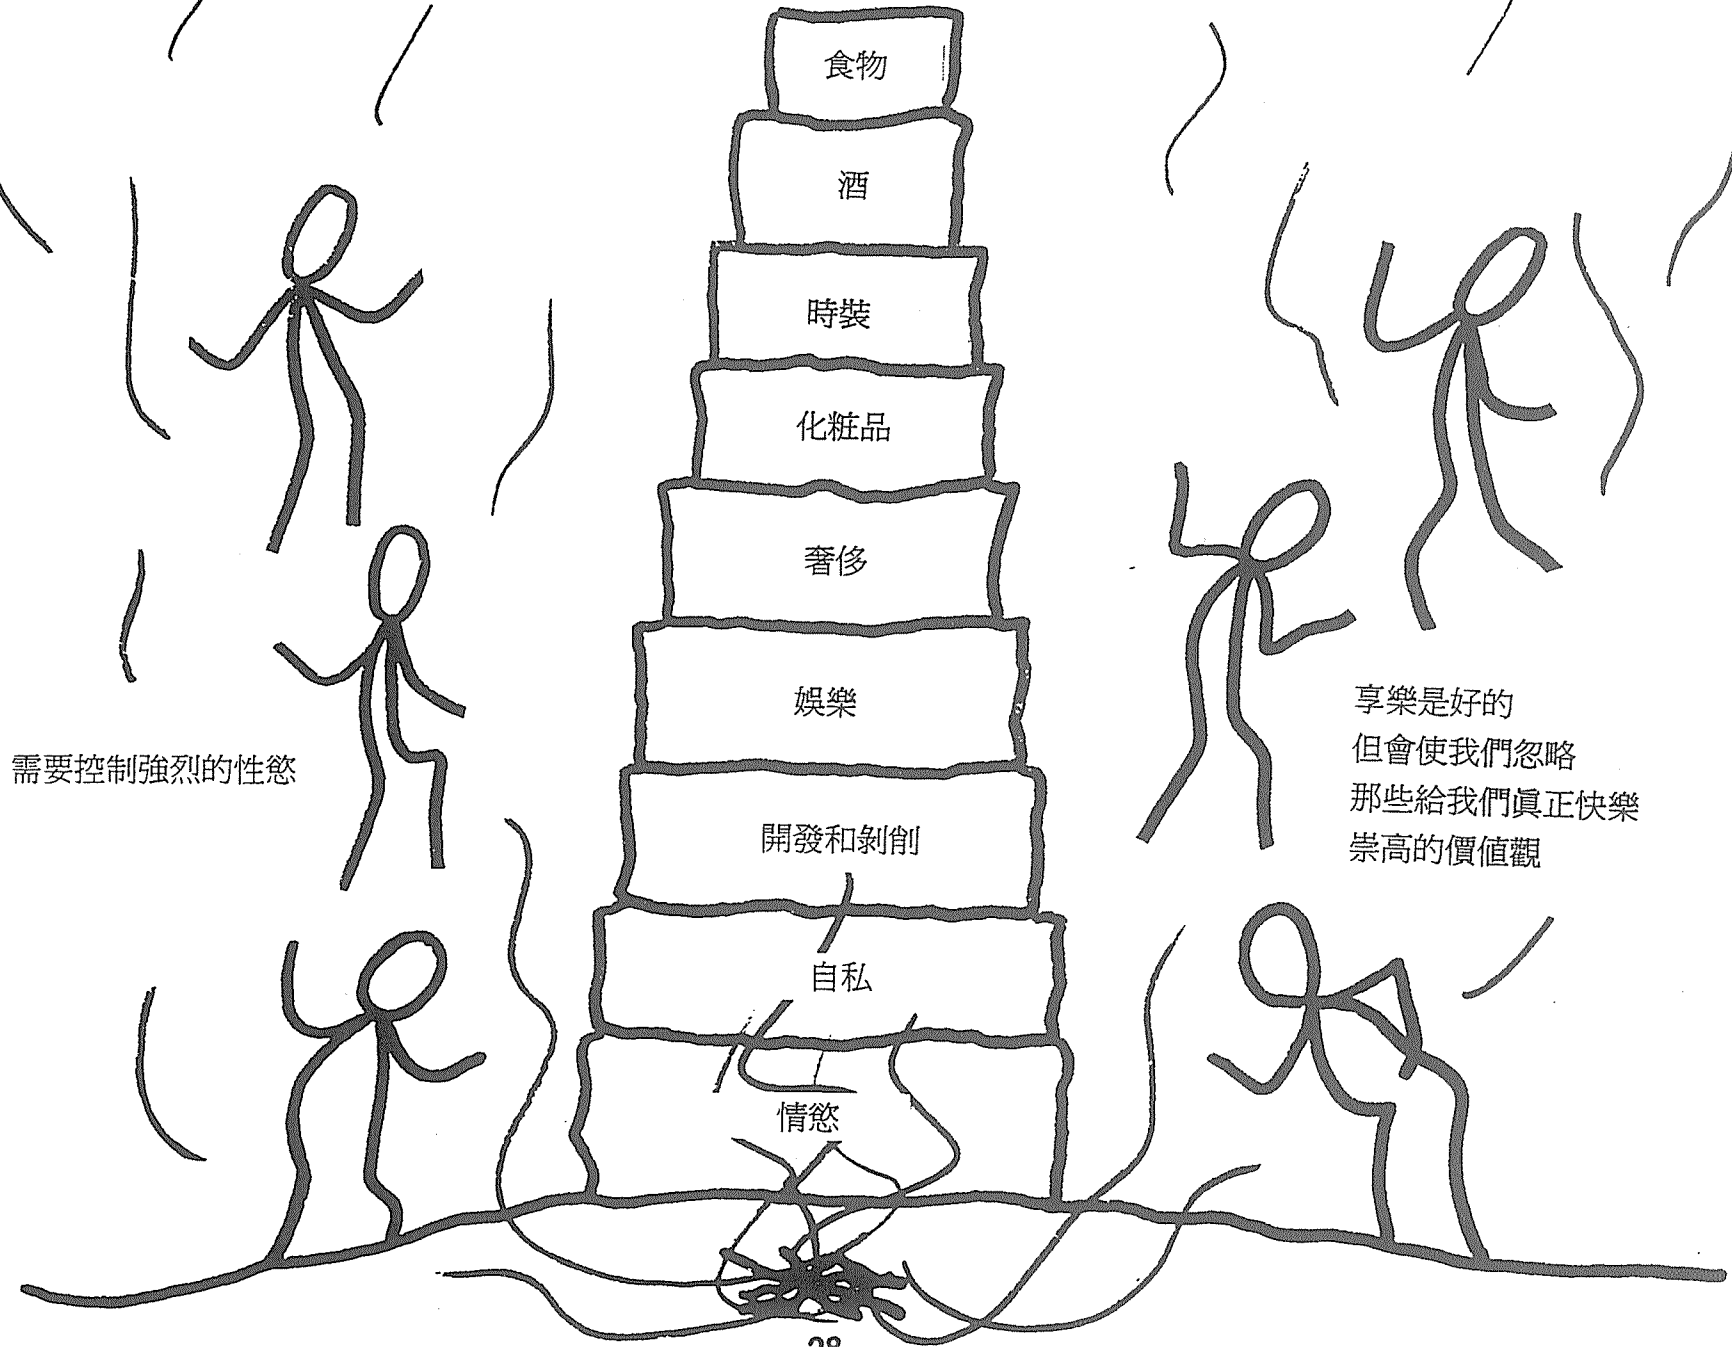 食物
酒
時裝
化粧品
奢侈
娛樂
需要控制強烈的性慾
享樂是好的
但會使我們忽略
那些給我們眞正快樂
崇高的價値觀
開發和剝削
自私
情慾
28